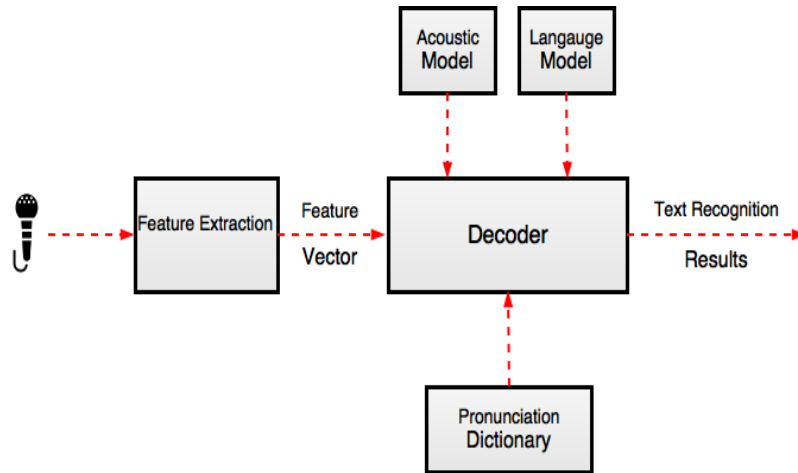 Acoustic
Model
Langauge
Model
Feature Extraction
Feature
Vector
Decoder
Text Recognition
Results
Pronunciation
Dictionary